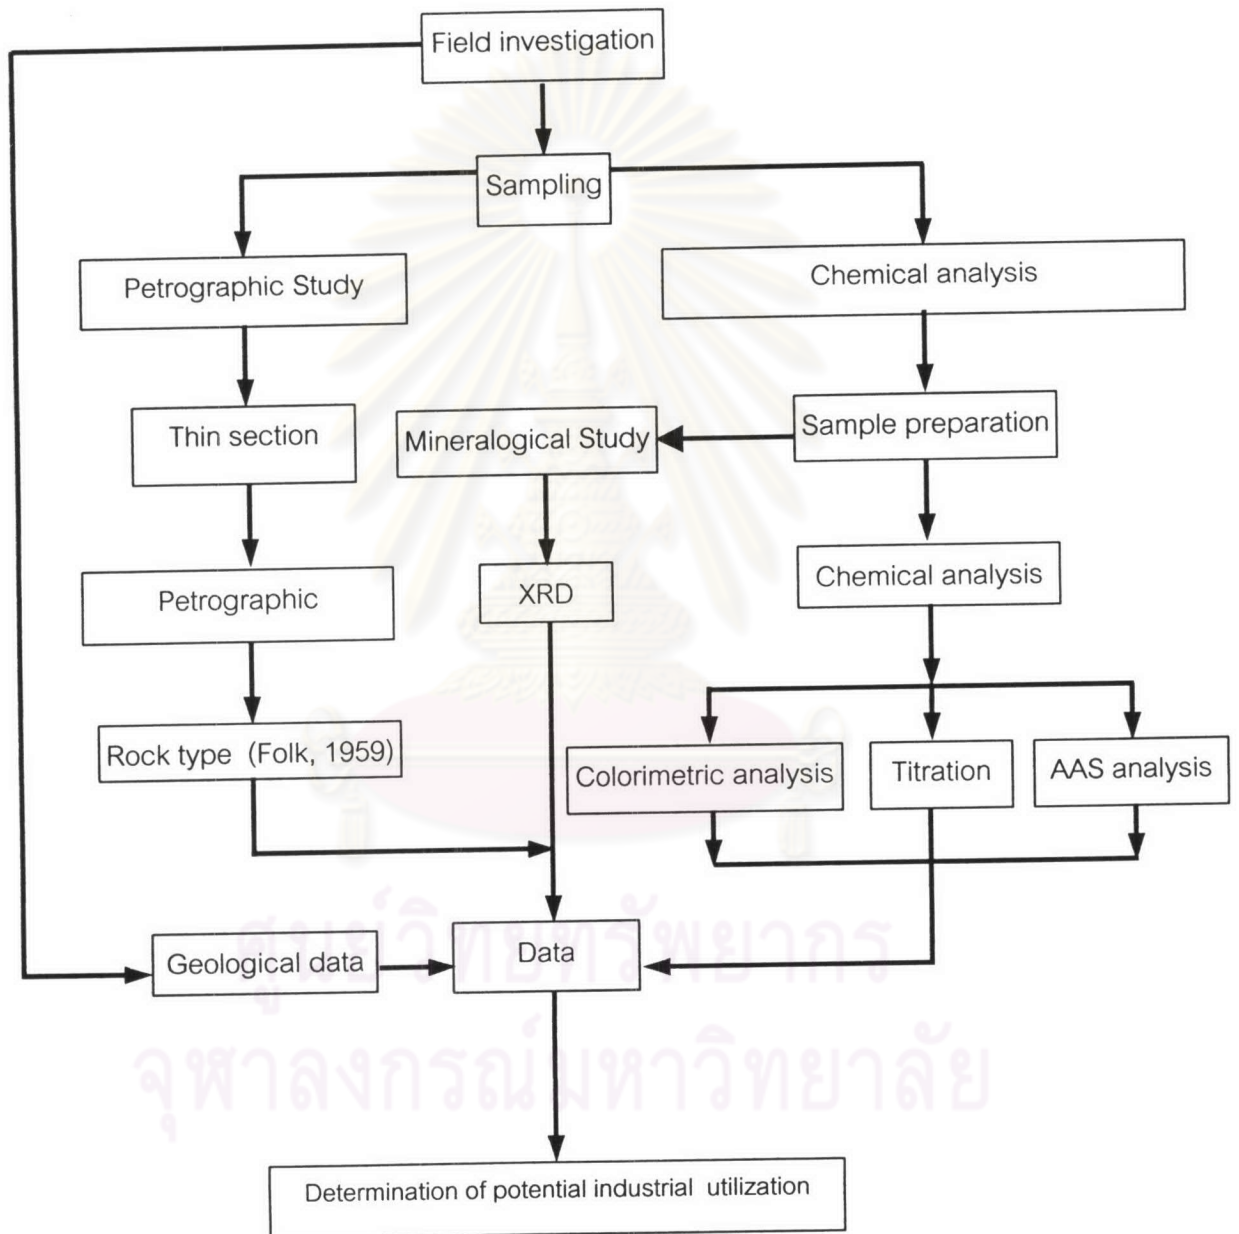 Field investigation
Sampling
Petrographic Study
Chemical analysis
Thin section
Mineralogical Study
Sample preparation
Petrographic
XRD
Chemical analysis
Rock type (Folk, 1959)
Colorimetric analysis
Titration
AAS analysis
Geological data
Data
ศูนย์วิทยทรัพยากร
จุฬาลงกรณ์มหาวิทยาลัย
Determination of potential industrial utilization